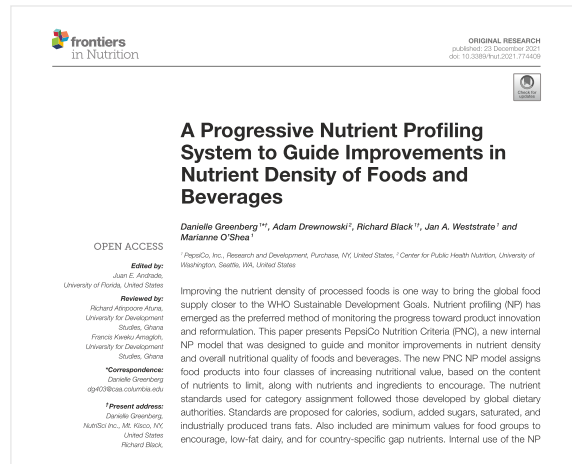 frontiers
in Nutrition
ORIGINAL RESEARCH
published: 23 December 2021
doi: 10.3389/fnut.2021.774409
Check for
updates
A Progressive Nutrient Profiling
System to Guide Improvements in
Nutrient Density of Foods and
Beverages
Danielle Greenberg 1*†, Adam Drewnowski 2, Richard Black 1†, Jan A. Weststrate 1 and
Marianne O'Shea 1
1 PepsiCo, Inc., Research and Development, Purchase, NY, United States, 2 Center for Public Health Nutrition, University of
Washington, Seattle, WA, United States
OPEN ACCESS
Edited by:
Juan E. Andrade,
University of Florida, United States
Reviewed by:
Richard Atinpoore Atuna,
University for Development
Studies, Ghana
Francis Kweku Amagloh,
University for Development
Studies, Ghana
*Correspondence:
Danielle Greenberg
dg403@caa.columbia.edu
†Present address:
Danielle Greenberg,
NutriSci Inc., Mt. Kisco, NY,
United States
Richard Black,
Improving the nutrient density of processed foods is one way to bring the global food
supply closer to the WHO Sustainable Development Goals. Nutrient profiling (NP) has
emerged as the preferred method of monitoring the progress toward product innovation
and reformulation. This paper presents PepsiCo Nutrition Criteria (PNC), a new internal
NP model that was designed to guide and monitor improvements in nutrient density
and overall nutritional quality of foods and beverages. The new PNC NP model assigns
food products into four classes of increasing nutritional value, based on the content
of nutrients to limit, along with nutrients and ingredients to encourage. The nutrient
standards used for category assignment followed those developed by global dietary
authorities. Standards are proposed for calories, sodium, added sugars, saturated, and
industrially produced trans fats. Also included are minimum values for food groups to
encourage, low-fat dairy, and for country-specific gap nutrients. Internal use of the NP